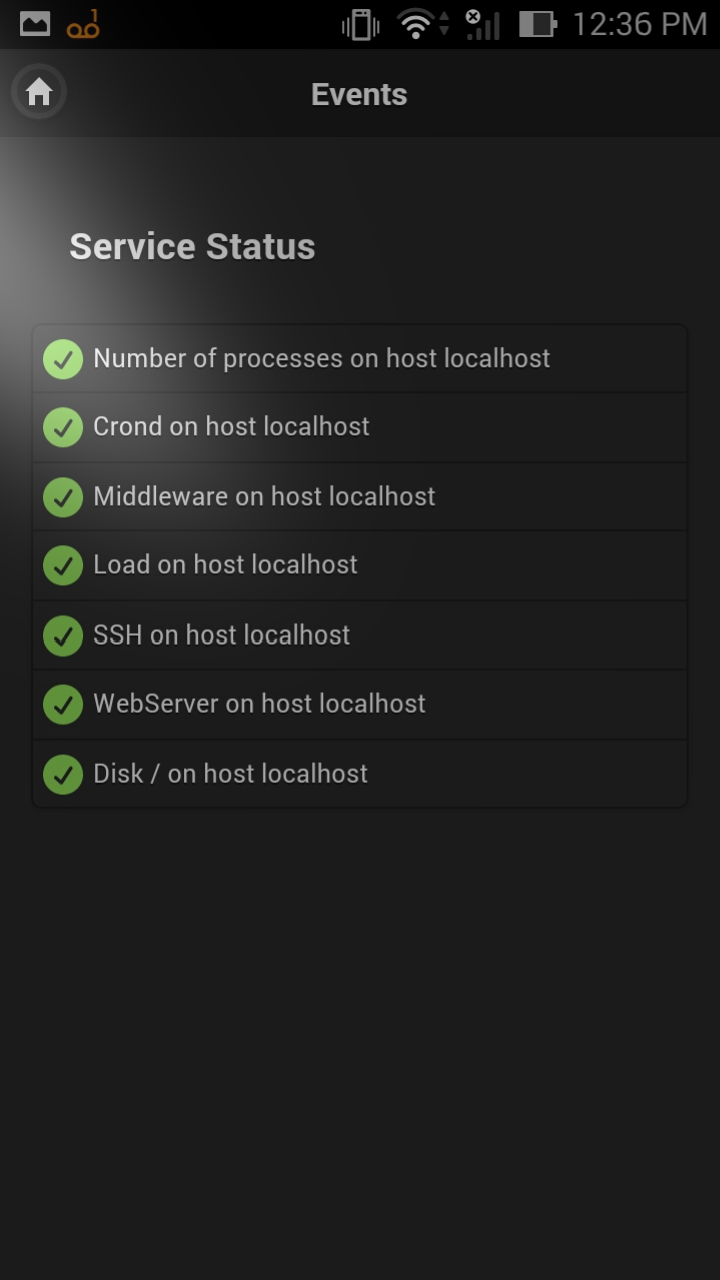 1
12:36 PM
Events
Service Status
Number of processes on host localhost
Crond on host localhost
Middleware on host localhost
Load on host localhost
SSH on host localhost
WebServer on host localhost
Disk / on host localhost